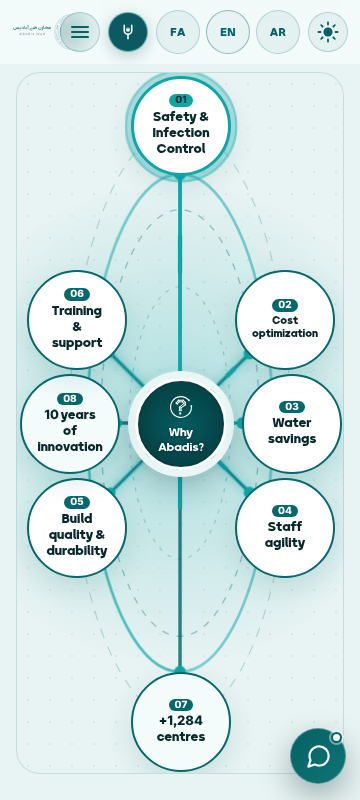 FA
EN
AR
01
Safety &
Infection
Control
06
Training
&
support
02
Cost
optimization
08
10 years
of
innovation
Why
Abadis?
03
Water
savings
05
Build
quality &
durability
04
Staff
agility
07
+1,284
centres